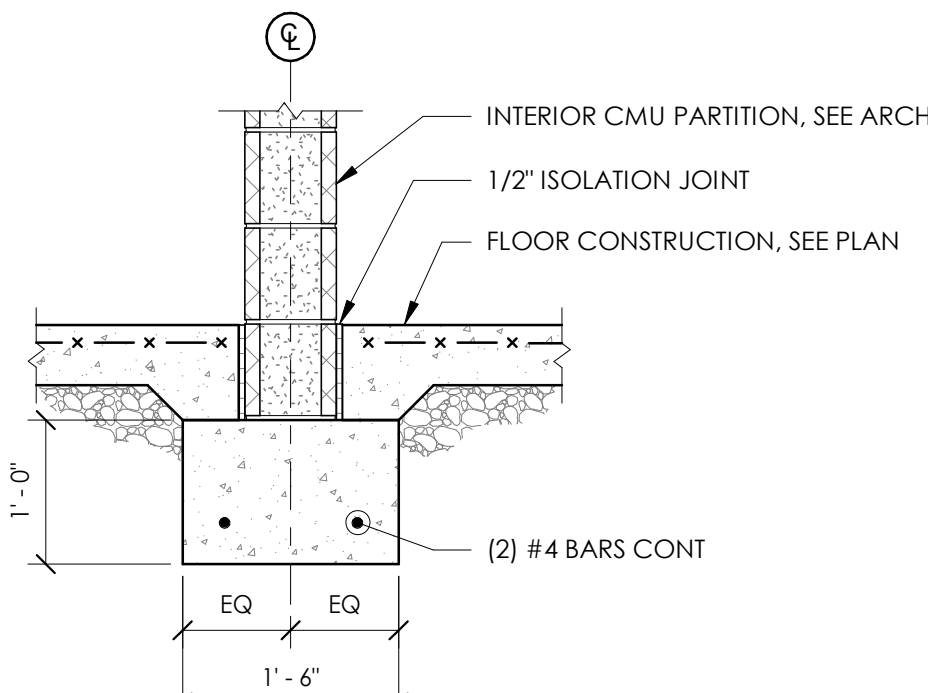 ℄
INTERIOR CMU PARTITION, SEE ARCH
1/2" ISOLATION JOINT
FLOOR CONSTRUCTION, SEE PLAN
1' - 0"
(2) #4 BARS CONT
EQ EQ
1' - 6"